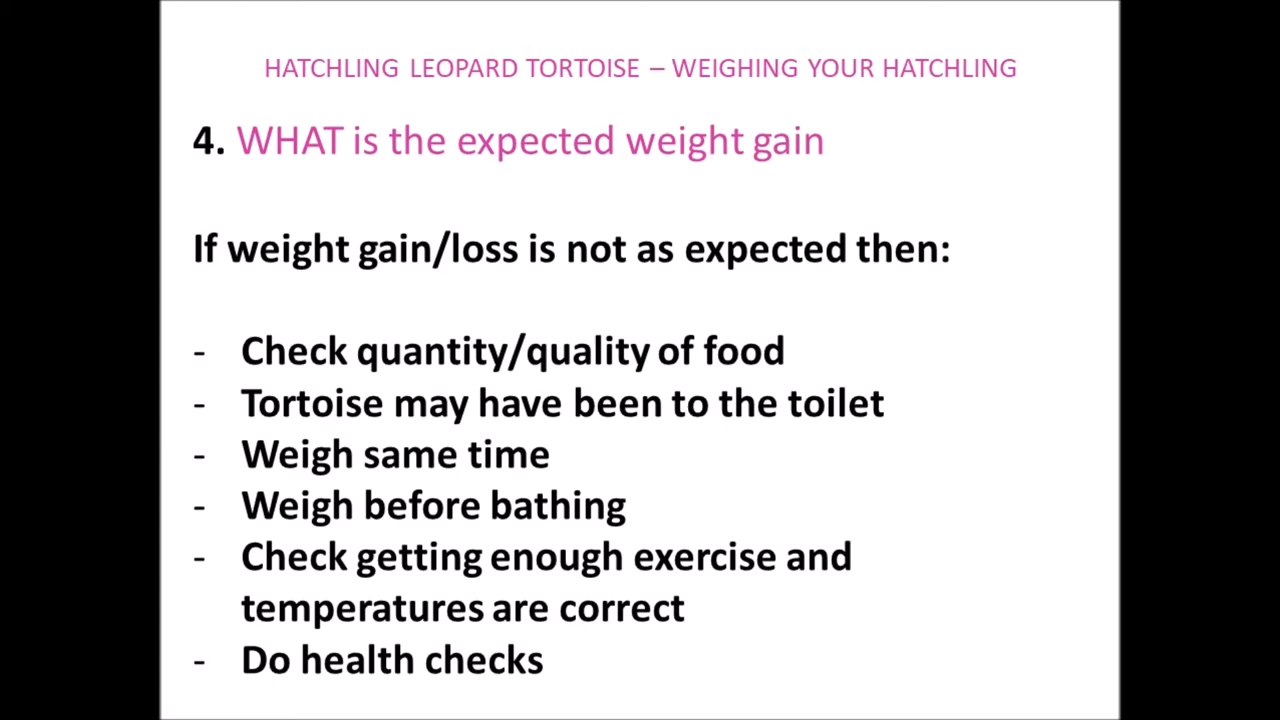 HATCHLING LEOPARD TORTOISE – WEIGHING YOUR HATCHLING
4. WHAT is the expected weight gain
If weight gain/loss is not as expected then:
- Check quantity/quality of food
- Tortoise may have been to the toilet
- Weigh same time
- Weigh before bathing
- Check getting enough exercise and
temperatures are correct
- Do health checks